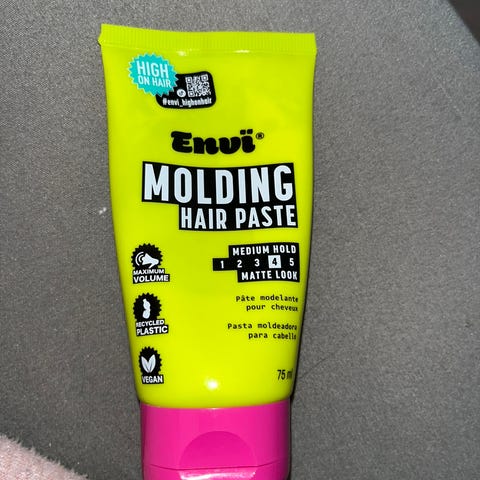 HIGH
ON HAIR
#envi_highonhair
Envï®
MOLDING
HAIR PASTE
MEDIUM HOLD
1 2 3 4 5
MATTE LOOK
MAXIMUM
VOLUME
Pâte modelante
pour cheveux
RECYCLED
PLASTIC
Pasta moldeadora
para cabello
VEGAN
75 ml